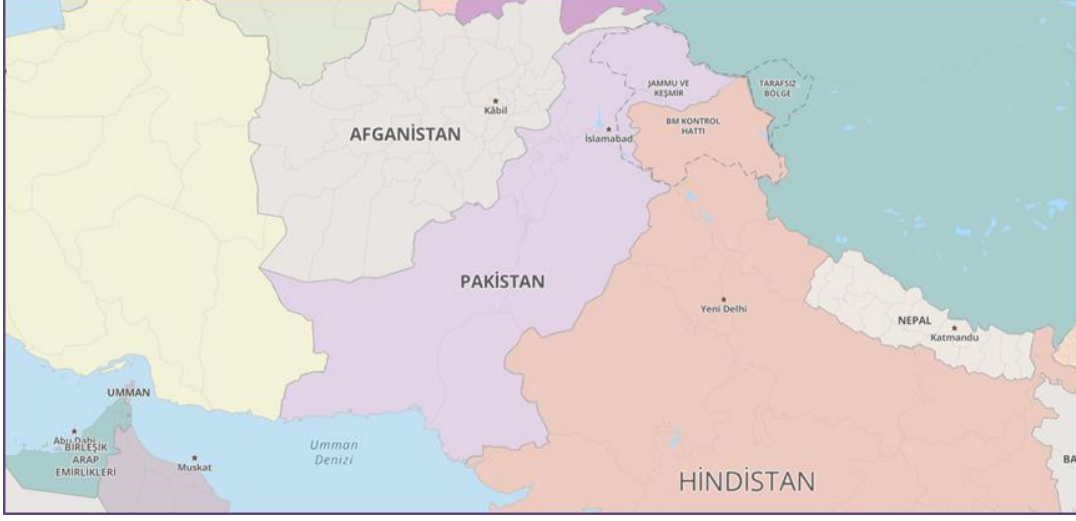 JAMMU VE
KEŞMİR
TARAFSIZ
BÖLGE
Kâbil
BM KONTROL
HATTI
AFGANİSTAN
İslamabad
PAKİSTAN
Yeni Delhi
NEPAL
Katmandu
UMMAN
Abu Dabi
BİRLEŞİK
ARAP
EMİRLİKLERİ
Muskat
Umman
Denizi
HİNDİSTAN
BA